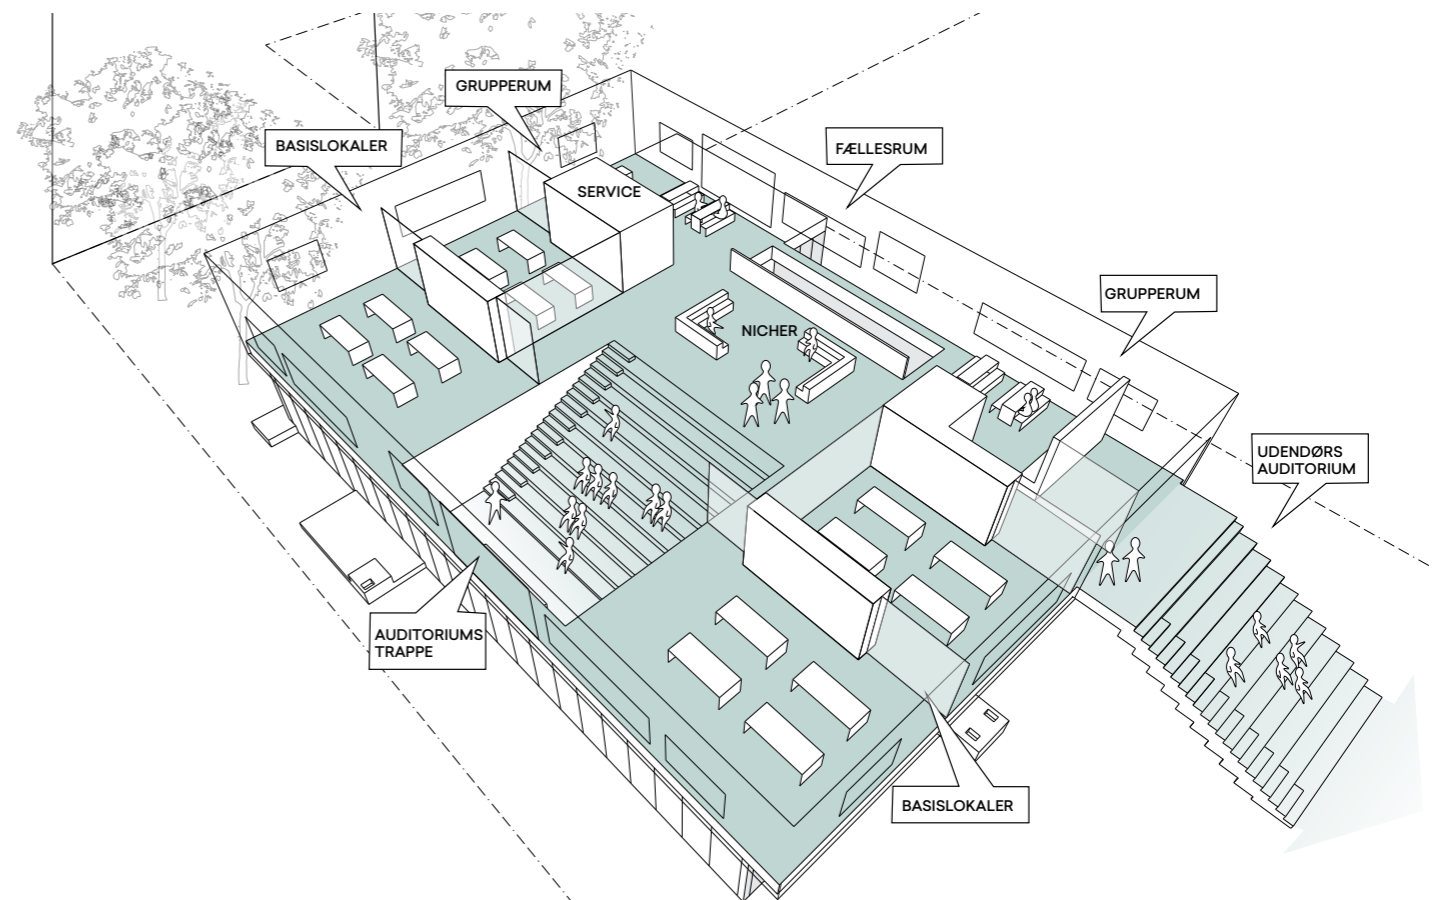 GRUPPERUM
BASISLOKALER
FÆLLESRUM
SERVICE
GRUPPERUM
NICHER
UDENDØRS
AUDITORIUM
AUDITORIUMS
TRAPPE
BASISLOKALER